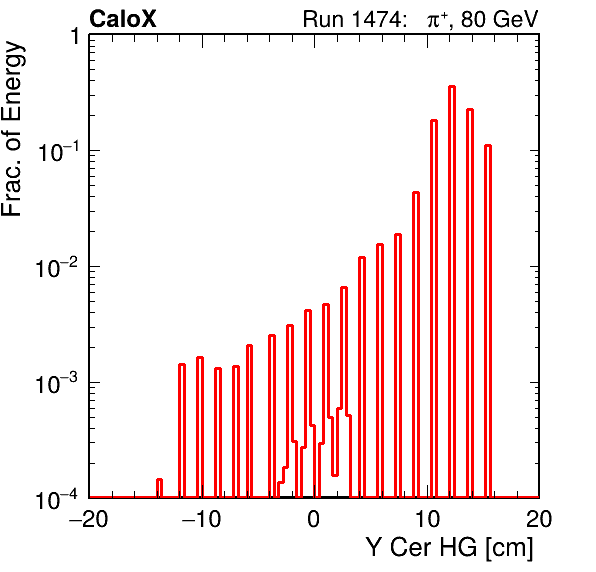 CaloX Run 1474: π⁺, 80 GeV
Frac. of Energy
1
10⁻¹
10⁻²
10⁻³
10⁻⁴
−20 −10 0 10 20
Y Cer HG [cm]